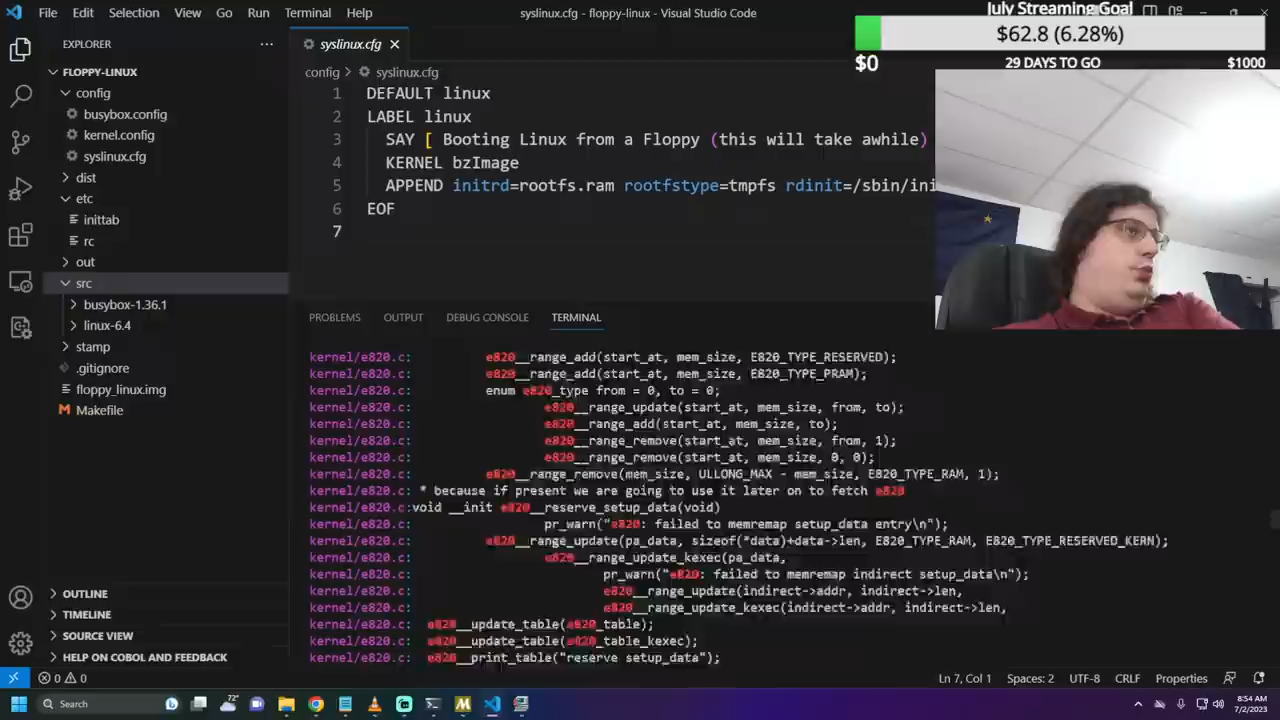 File Edit Selection View Go Run Terminal Help
syslinux.cfg - floppy-linux - Visual Studio Code
July Streaming Goal
$62.8 (6.28%)
$0
29 DAYS TO GO
$1000
EXPLORER
FLOPPY-LINUX
config
busybox.config
kernel.config
syslinux.cfg
dist
etc
inittab
rc
out
src
busybox-1.36.1
linux-6.4
stamp
.gitignore
floppy_linux.img
Makefile
OUTLINE
TIMELINE
SOURCE VIEW
HELP ON COBOL AND FEEDBACK
syslinux.cfg
config > syslinux.cfg
1 DEFAULT linux
2 LABEL linux
3 SAY [ Booting Linux from a Floppy (this will take awhile)
4 KERNEL bzImage
5 APPEND initrd=rootfs.ram rootfstype=tmpfs rdinit=/sbin/ini
6 EOF
7
PROBLEMS OUTPUT DEBUG CONSOLE TERMINAL
kernel/e820.c: e820__range_add(start_at, mem_size, E820_TYPE_RESERVED);
kernel/e820.c: e820__range_add(start_at, mem_size, E820_TYPE_PRAM);
kernel/e820.c: enum e820_type from = 0, to = 0;
kernel/e820.c: e820__range_update(start_at, mem_size, from, to);
kernel/e820.c: e820__range_add(start_at, mem_size, to);
kernel/e820.c: e820__range_remove(start_at, mem_size, from, 1);
kernel/e820.c: e820__range_remove(start_at, mem_size, 0, 0);
kernel/e820.c: e820__range_remove(mem_size, ULLONG_MAX - mem_size, E820_TYPE_RAM, 1);
kernel/e820.c: * because if present we are going to use it later on to fetch e820
kernel/e820.c:void __init e820__reserve_setup_data(void)
kernel/e820.c: pr_warn("e820: failed to memremap setup_data entry\n");
kernel/e820.c: e820__range_update(pa_data, sizeof(*data)+data->len, E820_TYPE_RAM, E820_TYPE_RESERVED_KERN);
kernel/e820.c: e820__range_update_kexec(pa_data,
kernel/e820.c: pr_warn("e820: failed to memremap indirect setup_data\n");
kernel/e820.c: e820__range_update(indirect->addr, indirect->len,
kernel/e820.c: e820__range_update_kexec(indirect->addr, indirect->len,
kernel/e820.c: e820__update_table(e820_table);
kernel/e820.c: e820__update_table(e820_table_kexec);
kernel/e820.c: e820__print_table("reserve setup_data");
0 0
Ln 7, Col 1 Spaces: 2 UTF-8 CRLF Properties
Search
72°
8:54 AM
7/2/2023